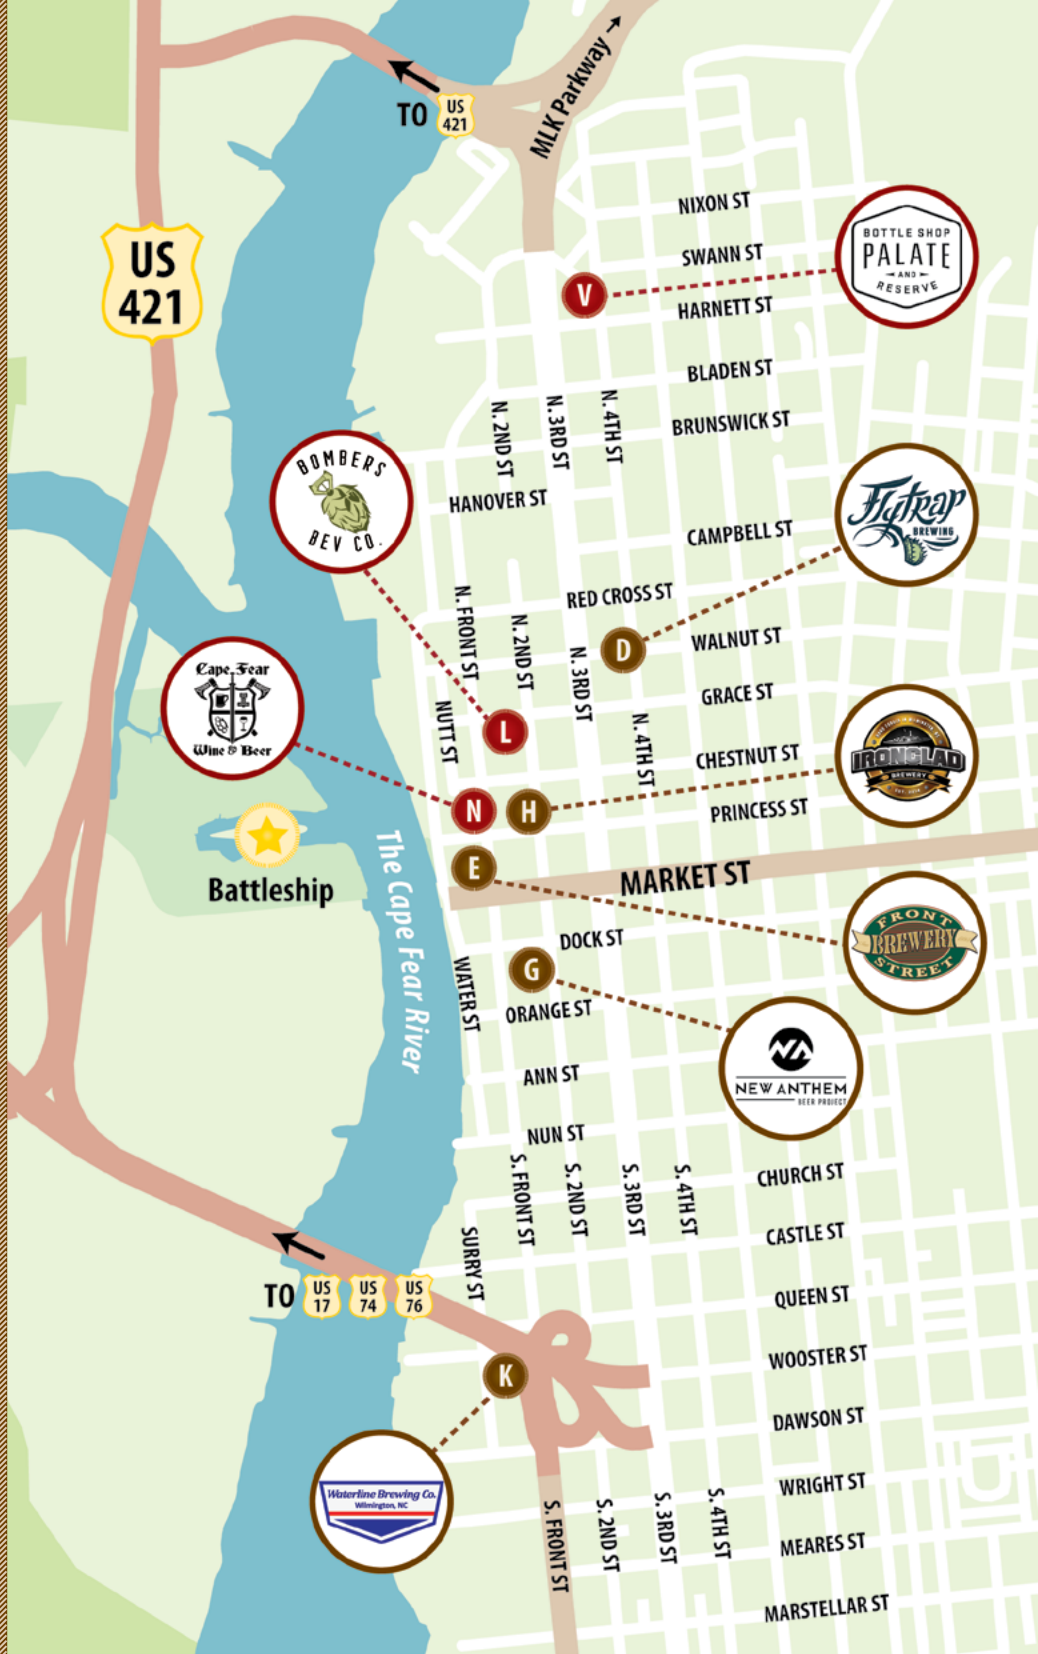 TO
US
421
MLK Parkway
US
421
NIXON ST
SWANN ST
HARNETT ST
V
BOTTLE SHOP
PALATE
AND
RESERVE
BLADEN ST
BRUNSWICK ST
N. 2ND ST
N. 3RD ST
N. 4TH ST
BOMBERS
BEV CO.
HANOVER ST
CAMPBELL ST
Flytrap
BREWING
RED CROSS ST
D
WALNUT ST
N. FRONT ST
N. 2ND ST
N. 3RD ST
GRACE ST
Cape Fear
Wine & Beer
NUTT ST
L
N. 4TH ST
CHESTNUT ST
IRONCLAD
BREWERY
N
H
PRINCESS ST
Battleship
The Cape Fear River
E
MARKET ST
FRONT
BREWERY
STREET
DOCK ST
G
WATER ST
ORANGE ST
NEW ANTHEM
BEER PROJECT
ANN ST
NUN ST
CHURCH ST
S. FRONT ST
S. 2ND ST
S. 3RD ST
S. 4TH ST
CASTLE ST
SURRY ST
TO
US
17
US
74
US
76
QUEEN ST
WOOSTER ST
K
DAWSON ST
Waterline Brewing Co.
Wilmington, NC
WRIGHT ST
S. FRONT ST
S. 2ND ST
S. 3RD ST
S. 4TH ST
MEARES ST
MARSTELLAR ST